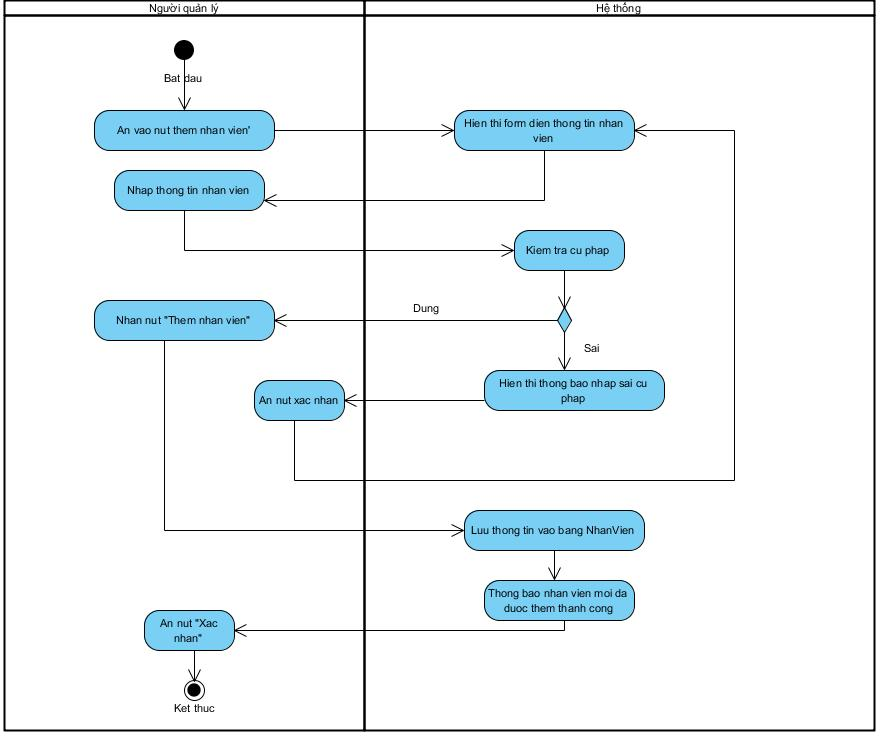 Người quản lý
Hệ thống
Bat dau
An vao nut them nhan vien'
Hien thi form dien thong tin nhan
vien
Nhap thong tin nhan vien
Kiem tra cu phap
Dung
Nhan nut "Them nhan vien"
Sai
Hien thi thong bao nhap sai cu
phap
An nut xac nhan
Luu thong tin vao bang NhanVien
Thong bao nhan vien moi da
duoc them thanh cong
An nut "Xac
nhan"
Ket thuc